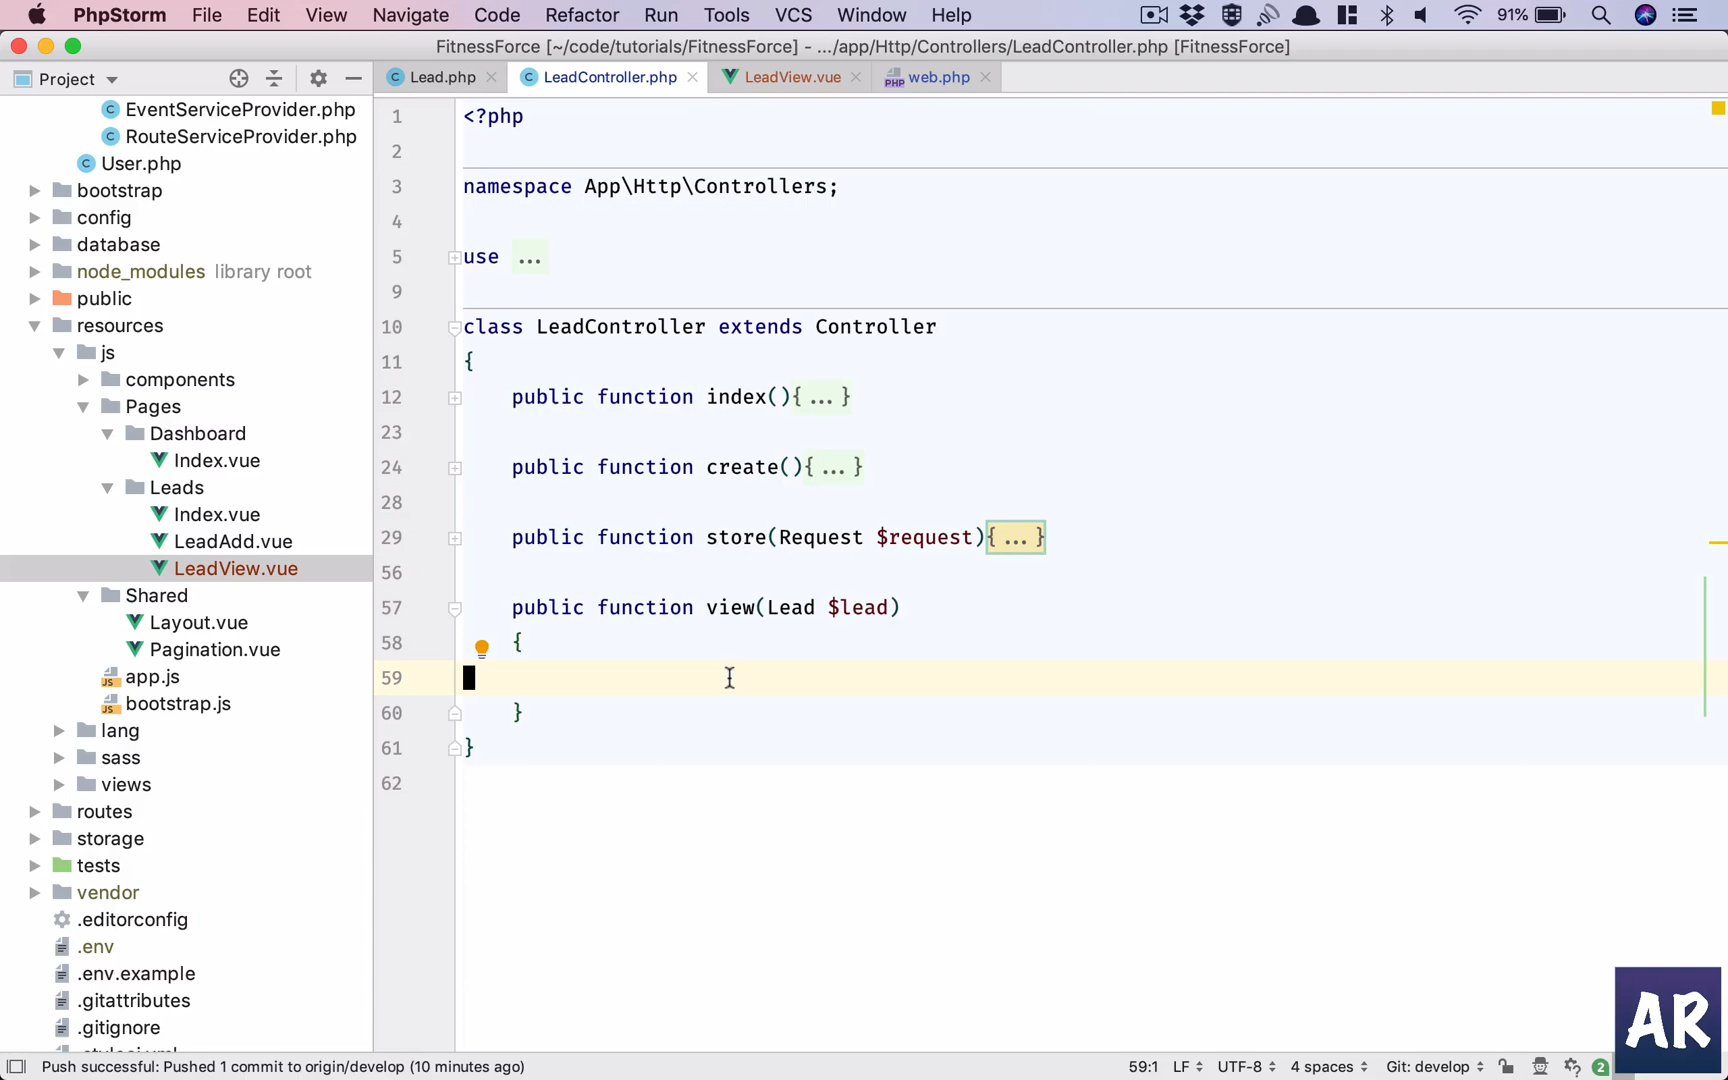 PhpStorm File Edit View Navigate Code Refactor Run Tools VCS Window Help 91%
FitnessForce [~/code/tutorials/FitnessForce] - .../app/Http/Controllers/LeadController.php [FitnessForce]
Project Lead.php LeadController.php LeadView.vue web.php
EventServiceProvider.php
RouteServiceProvider.php
User.php
bootstrap
config
database
node_modules library root
public
resources
js
components
Pages
Dashboard
Index.vue
Leads
Index.vue
LeadAdd.vue
LeadView.vue
Shared
Layout.vue
Pagination.vue
app.js
bootstrap.js
lang
sass
views
routes
storage
tests
vendor
.editorconfig
.env
.env.example
.gitattributes
.gitignore
1 <?php
2
3 namespace App\Http\Controllers;
4
5 use ...
9
10 class LeadController extends Controller
11 {
12 public function index(){...}
23
24 public function create(){...}
28
29 public function store(Request $request){...}
56
57 public function view(Lead $lead)
58 {
59
60 }
61 }
62
AR
Push successful: Pushed 1 commit to origin/develop (10 minutes ago) 59:1 LF UTF-8 4 spaces Git: develop 2